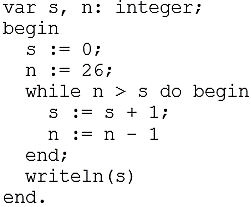 var s, n: integer;
begin
  s := 0;
  n := 26;
  while n > s do begin
    s := s + 1;
    n := n - 1
  end;
  writeln(s)
end.